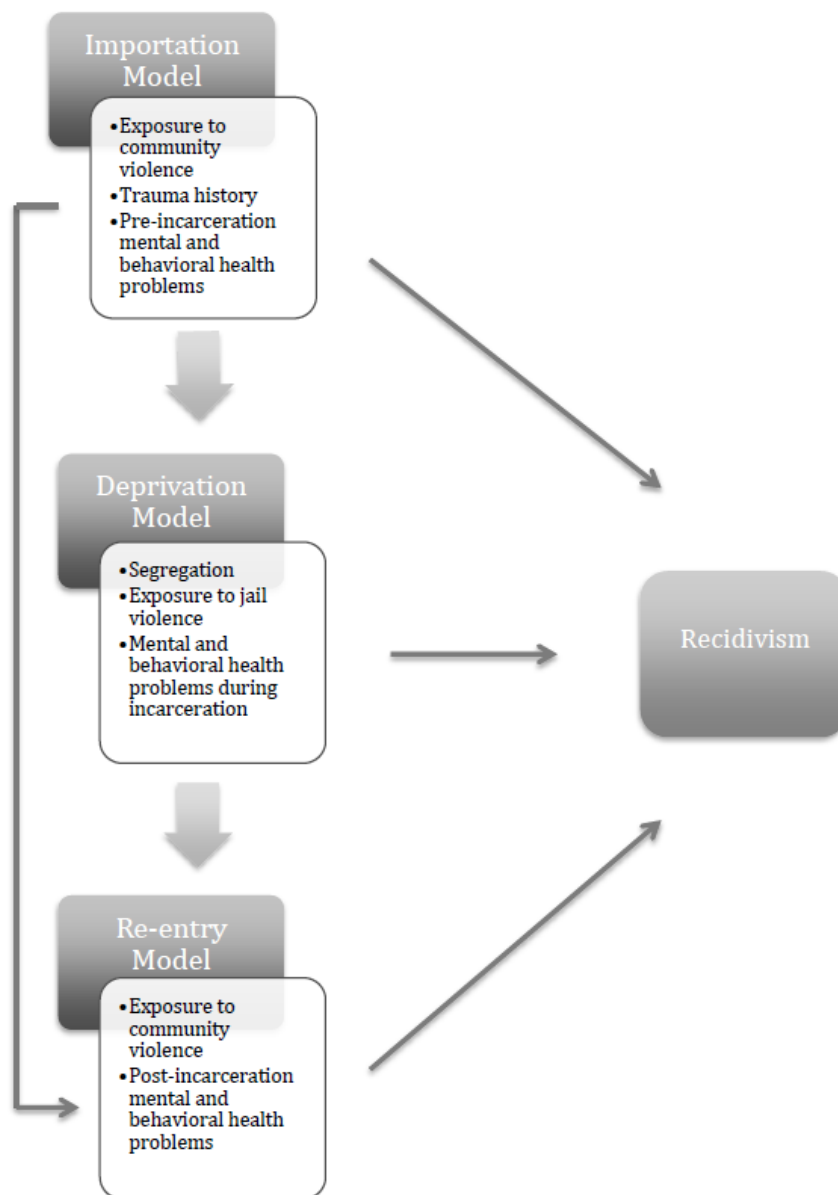 Importation
Model
•Exposure to
community
violence
•Trauma history
•Pre-incarceration
mental and
behavioral health
problems
Deprivation
Model
•Segregation
•Exposure to jail
violence
•Mental and
behavioral health
problems during
incarceration
Recidivism
Re-entry
Model
•Exposure to
community
violence
•Post-incarceration
mental and
behavioral health
problems